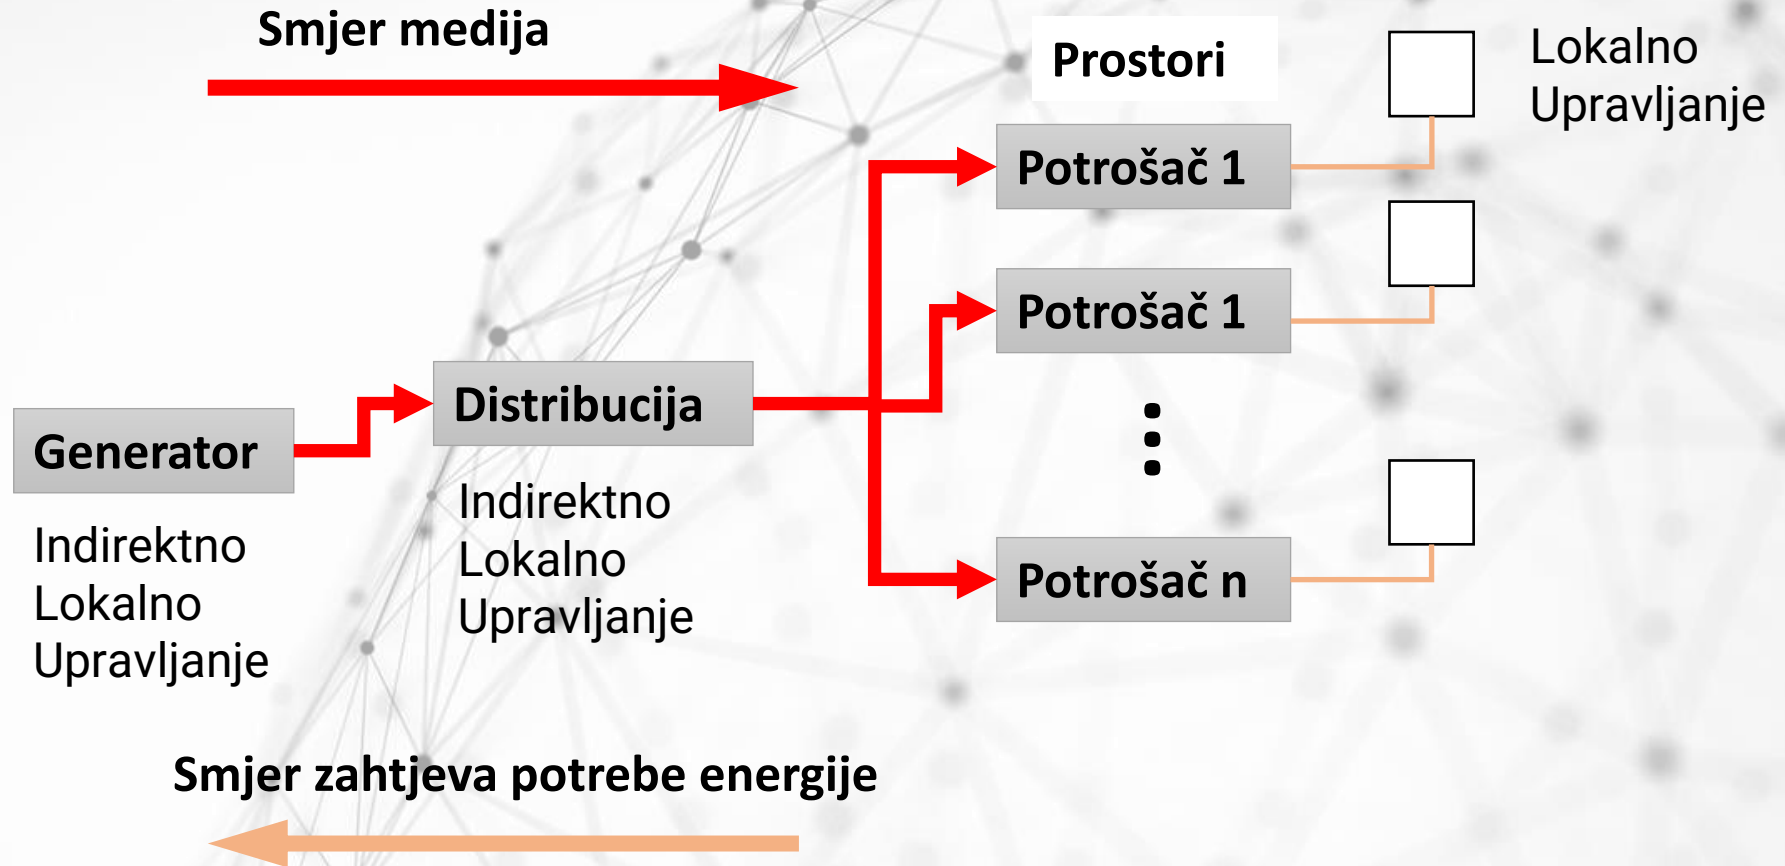 Smjer medija
Prostori
Lokalno
Upravljanje
Potrošač 1
Potrošač 1
Distribucija
Generator
Indirektno
Lokalno
Upravljanje
Indirektno
Lokalno
Upravljanje
Potrošač n
Smjer zahtjeva potrebe energije